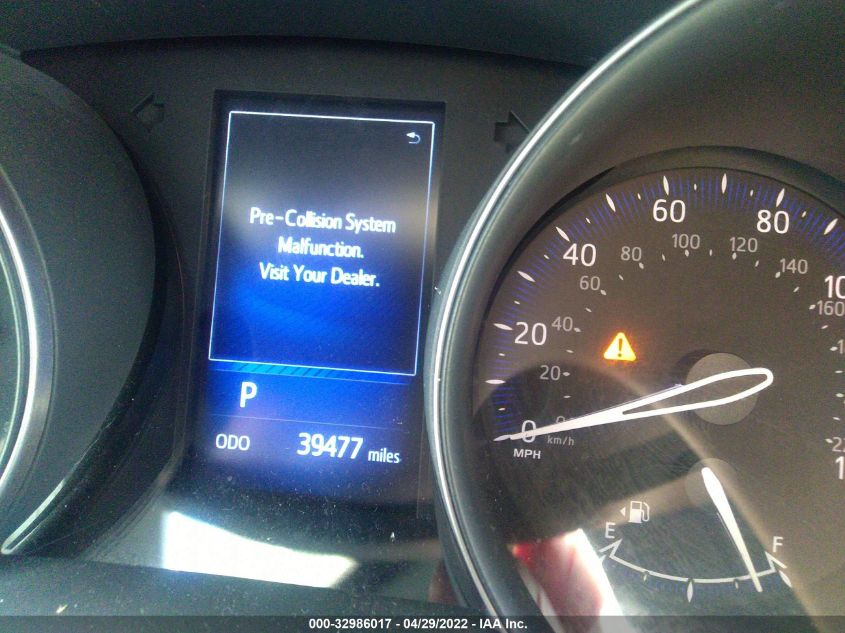 Pre-Collision System
Malfunction.
Visit Your Dealer.
P
ODO 39477 miles
0
20
40
60
80
MPH
0
20
40
60
80
100
120
140
160
km/h
E
F
000-32986017 - 04/29/2022 - IAA Inc.